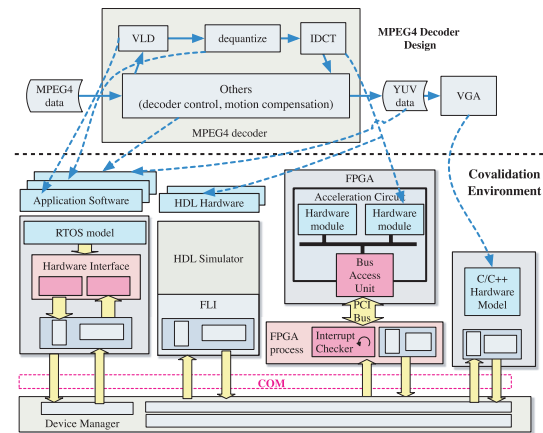 MPEG4 Decoder
Design
VLD
dequantize
IDCT
MPEG4
data
Others
(decoder control, motion compensation)
YUV
data
VGA
MPEG4 decoder
Covalidation
Environment
Application Software
HDL Hardware
FPGA
Acceleration Circuit
Hardware
module
Hardware
module
RTOS model
Hardware Interface
HDL Simulator
FLI
Bus
Access
Unit
PCI
Bus
C/C++
Hardware
Model
FPGA
process
Interrupt
Checker
COM
Device Manager